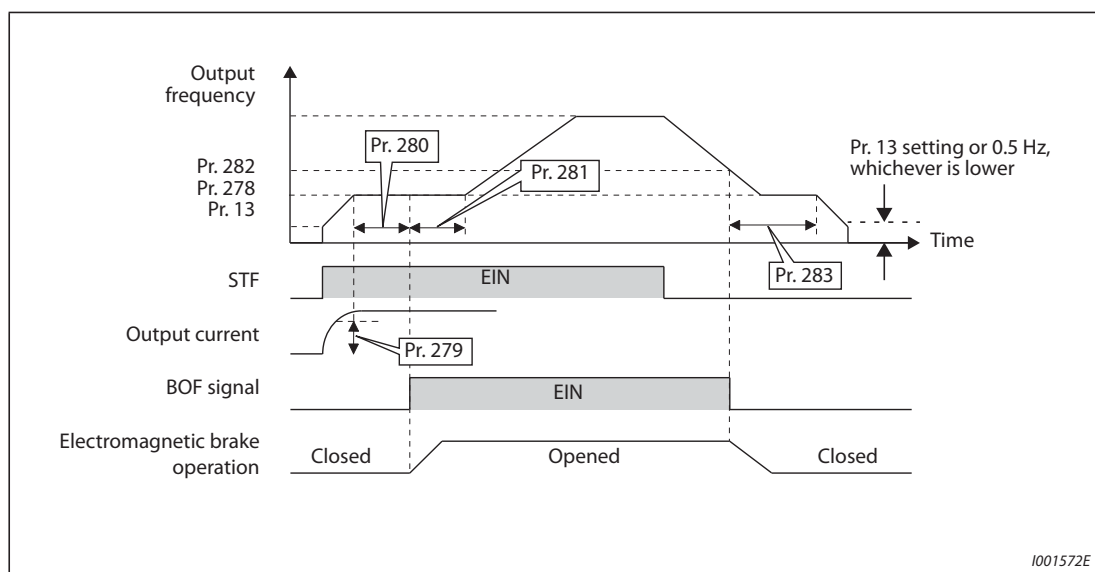 Output
frequency
Pr. 280
Pr. 13 setting or 0.5 Hz,
whichever is lower
Pr. 282
Pr. 281
Pr. 278
Pr. 13
Time
Pr. 283
STF
EIN
Output current
Pr. 279
BOF signal
EIN
Electromagnetic brake
operation
Closed
Opened
Closed
I001572E